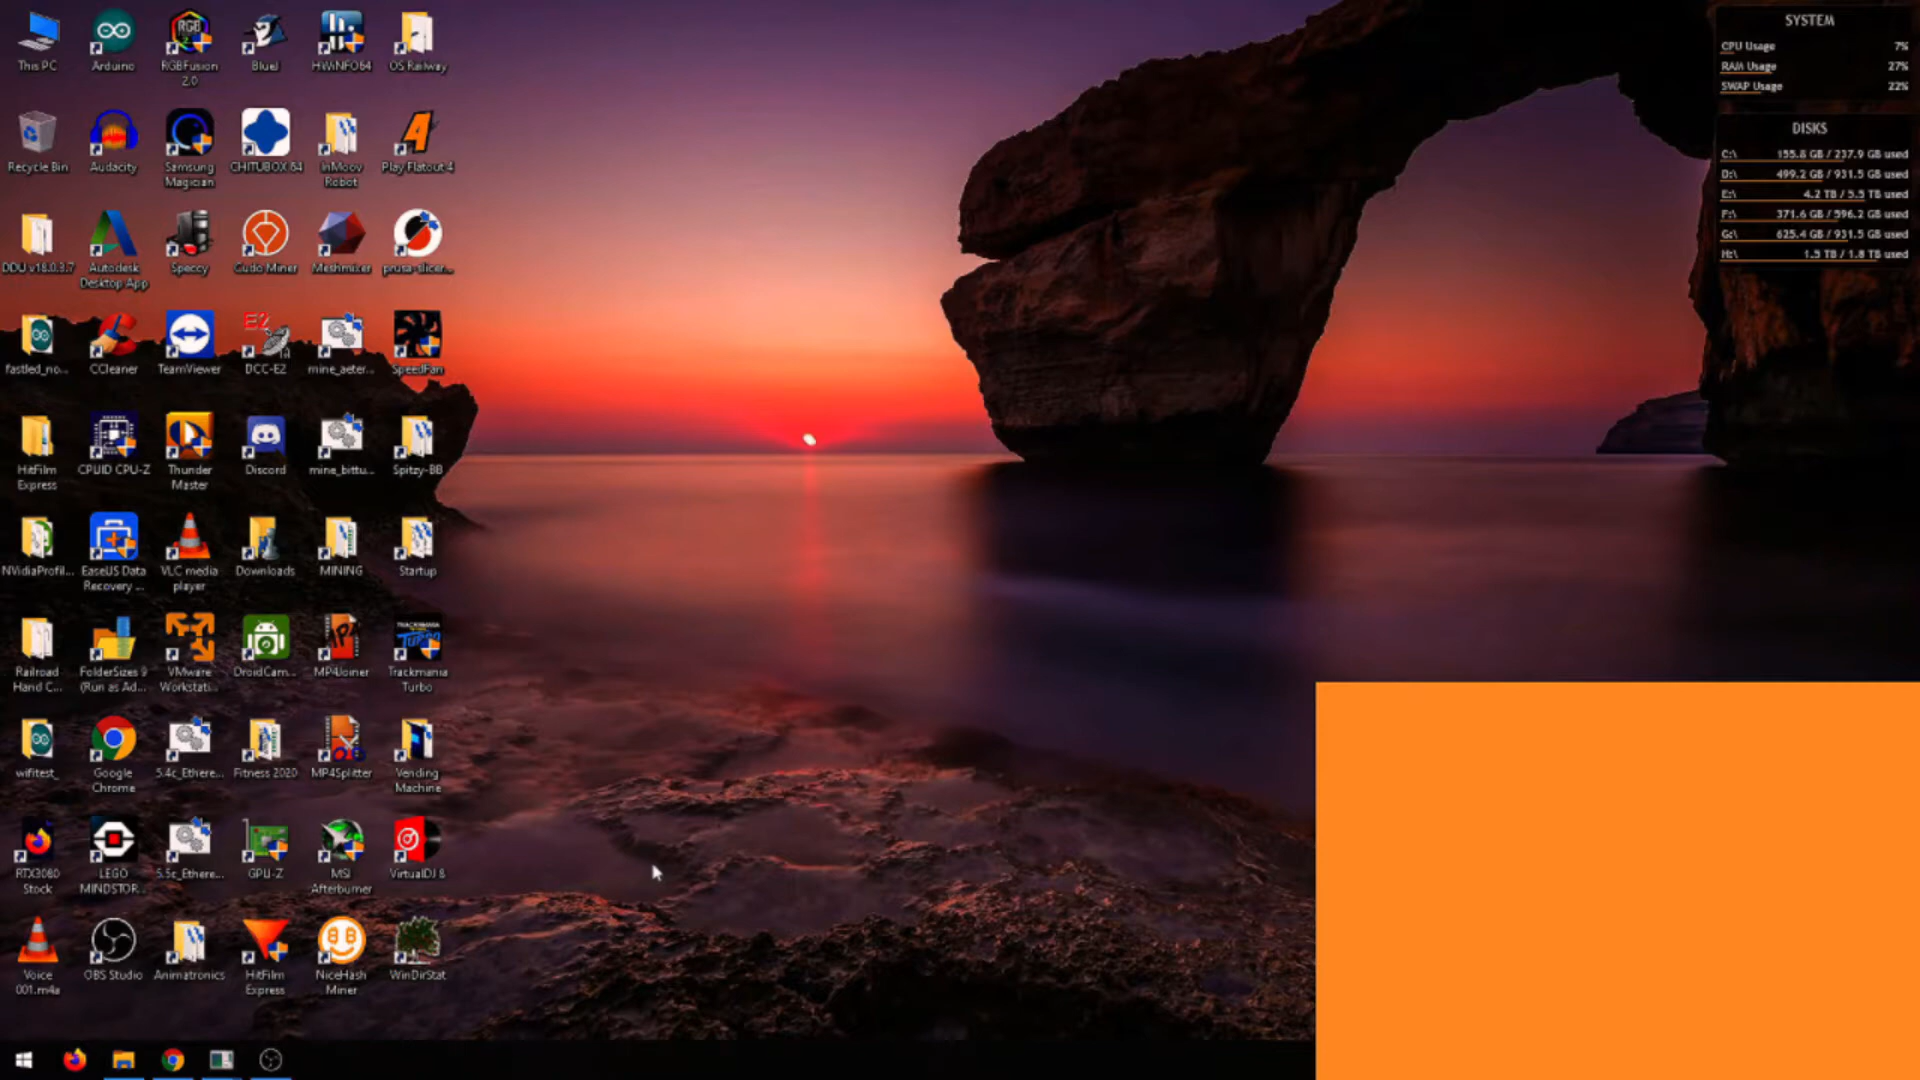 This PC
Arduino
RGBFusion
2.0
BlueJ
HWiNFO64
OS Railway
Recycle Bin
Audacity
Samsung
Magician
CHITUBOX 64
InMoov
Robot
Play Flatout 4
DDU v18.0.3.7
Autodesk
Desktop App
Speccy
Cudo Miner
Meshmixer
prusa-slicer...
fastled_no...
CCleaner
TeamViewer
E2
DCC-E2
mine_aeter...
SpeedFan
HitFilm
Express
CPUID CPU-Z
Thunder
Master
Discord
mine_bittu...
Spitzy-BB
NVidiaProfil...
EaseUS Data
Recovery ...
VLC media
player
Downloads
MINING
Startup
Railroad
Hand C...
FolderSizes 9
(Run as Ad...
VMware
Workstati...
DroidCam...
MP4Joiner
TRACKMANIA
TURBO
Trackmania
Turbo
wifitest_
Google
Chrome
5.4c_Ethere...
Fitness 2020
MP4Splitter
Vending
Machine
RTX3080
Stock
LEGO
MINDSTOR...
5.5c_Ethere...
GPU-Z
MSI
Afterburner
VirtualDJ 8
Voice
001.m4a
OBS Studio
Animatronics
HitFilm
Express
NiceHash
Miner
WinDirStat
SYSTEM
CPU Usage 7%
RAM Usage 27%
SWAP Usage 22%
DISKS
C:\ 155.8 GB / 237.9 GB used
D:\ 499.2 GB / 931.5 GB used
E:\ 4.2 TB / 5.5 TB used
F:\ 371.6 GB / 596.2 GB used
G:\ 625.4 GB / 931.5 GB used
H:\ 1.5 TB / 1.8 TB used